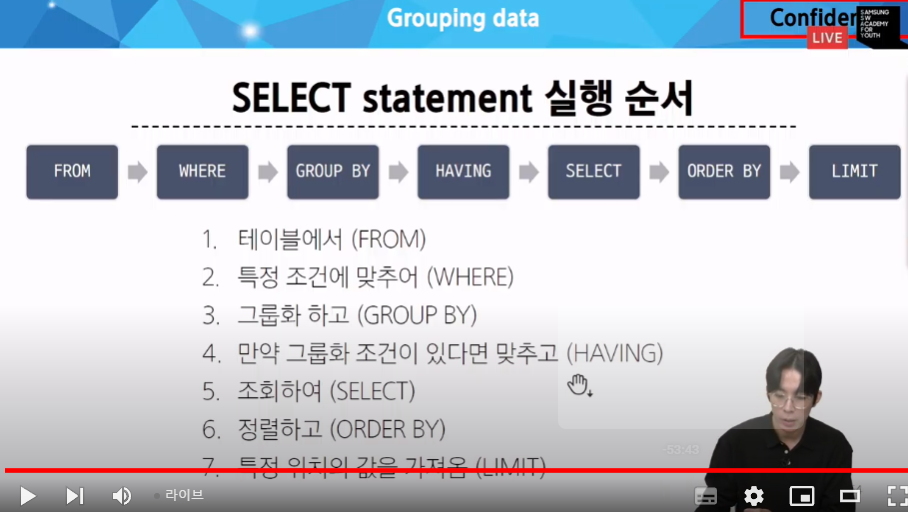 Grouping data
Confiden
LIVE
SAMSUNG
SW
ACADEMY
FOR
YOUTH
SELECT statement 실행 순서
FROM WHERE GROUP BY HAVING SELECT ORDER BY LIMIT
1. 테이블에서 (FROM)
2. 특정 조건에 맞추어 (WHERE)
3. 그룹화 하고 (GROUP BY)
4. 만약 그룹화 조건이 있다면 맞추고 (HAVING)
5. 조회하여 (SELECT)
6. 정렬하고 (ORDER BY)
7. 특정 위치의 값을 가져옴 (LIMIT)
-53:43
라이브